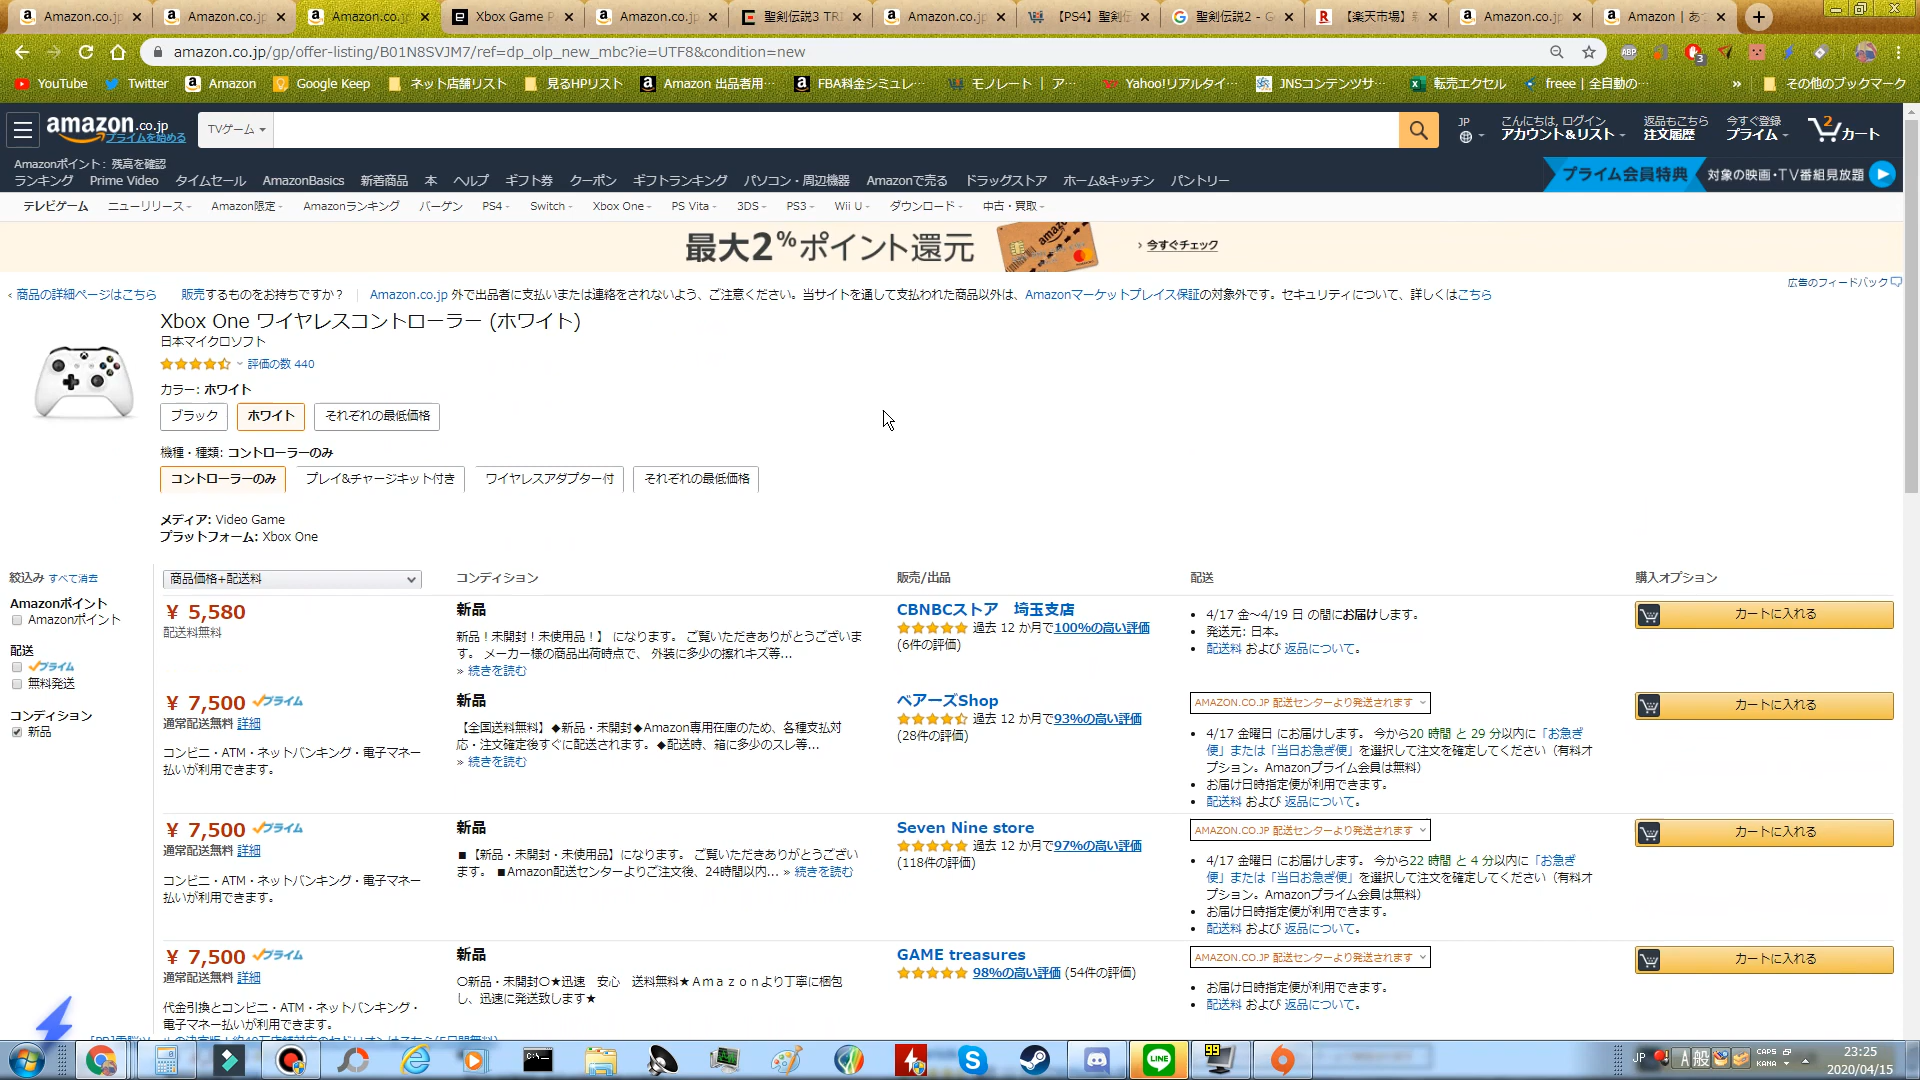 Amazon.co.jp
Amazon.co.jp
Amazon.co.jp
Xbox Game P
Amazon.co.jp
聖剣伝説3 TRI
Amazon.co.jp
【PS4】聖剣伝
聖剣伝説2 - G
【楽天市場】
Amazon.co.jp
Amazon | あ
amazon.co.jp/gp/offer-listing/B01N8SVJM7/ref=dp_olp_new_mbc?ie=UTF8&condition=new
YouTube
Twitter
Amazon
Google Keep
ネット店舗リスト
見るHPリスト
Amazon 出品者用…
FBA料金シミュレ…
モノレート | ア…
Yahoo!リアルタイ…
JNSコンテンツサ…
転売エクセル
freee | 全自動の…
»
その他のブックマーク
amazon.co.jp
プライムを始める
TVゲーム
JP
こんにちは, ログイン
アカウント&リスト
返品もこちら
注文履歴
今すぐ登録
プライム
2
カート
Amazonポイント: 残高を確認
ランキング Prime Video タイムセール AmazonBasics 新着商品 本 ヘルプ ギフト券 クーポン ギフトランキング パソコン・周辺機器 Amazonで売る ドラッグストア ホーム&キッチン パントリー
プライム会員特典 対象の映画・TV番組見放題
テレビゲーム ニューリリース Amazon限定 Amazonランキング バーゲン PS4 Switch Xbox One PS Vita 3DS PS3 Wii U ダウンロード 中古・買取
最大2%ポイント還元
amazon
› 今すぐチェック
広告のフィードバック
‹ 商品の詳細ページはこちら
販売するものをお持ちですか？
Amazon.co.jp 外で出品者に支払いまたは連絡をされないよう、ご注意ください。当サイトを通して支払われた商品以外は、Amazonマーケットプレイス保証の対象外です。セキュリティについて、詳しくはこちら
Xbox One ワイヤレスコントローラー (ホワイト)
日本マイクロソフト
評価の数 440
カラー: ホワイト
ブラック ホワイト それぞれの最低価格
機種・種類: コントローラーのみ
コントローラーのみ プレイ&チャージキット付き ワイヤレスアダプター付 それぞれの最低価格
メディア: Video Game
プラットフォーム: Xbox One
絞込み すべて消去
Amazonポイント
Amazonポイント
配送
プライム
無料発送
コンディション
新品
商品価格+配送料
コンディション
販売/出品
配送
購入オプション
¥ 5,580
配送料無料
新品
新品！未開封！未使用品！】 になります。 ご覧いただきありがとうございま
す。 メーカー様の商品出荷時点で、 外装に多少の擦れキズ等...
» 続きを読む
CBNBCストア 埼玉支店
過去 12 か月で100%の高い評価
(6件の評価)
• 4/17 金～4/19 日 の間にお届けします。
• 発送元: 日本。
• 配送料 および 返品について。
カートに入れる
¥ 7,500 プライム
通常配送無料 詳細
コンビニ・ATM・ネットバンキング・電子マネー
払いが利用できます。
新品
【全国送料無料】◆新品・未開封◆Amazon専用在庫のため、各種支払対
応・注文確定後すぐに配送されます。◆配送時、箱に多少のスレ等...
» 続きを読む
ベアーズShop
過去 12 か月で93%の高い評価
(28件の評価)
AMAZON.CO.JP 配送センターより発送されます
• 4/17 金曜日 にお届けします。 今から20 時間 と 29 分以内に「お急ぎ
便」または「当日お急ぎ便」を選択して注文を確定してください（有料オ
プション。Amazonプライム会員は無料）
• お届け日時指定便が利用できます。
• 配送料 および 返品について。
カートに入れる
¥ 7,500 プライム
通常配送無料 詳細
コンビニ・ATM・ネットバンキング・電子マネー
払いが利用できます。
新品
■【新品・未開封・未使用品】になります。 ご覧いただきありがとうござい
ます。 ■Amazon配送センターよりご注文後、24時間以内... » 続きを読む
Seven Nine store
過去 12 か月で97%の高い評価
(118件の評価)
AMAZON.CO.JP 配送センターより発送されます
• 4/17 金曜日 にお届けします。 今から22 時間 と 4 分以内に「お急ぎ
便」または「当日お急ぎ便」を選択して注文を確定してください（有料オ
プション。Amazonプライム会員は無料）
• お届け日時指定便が利用できます。
• 配送料 および 返品について。
カートに入れる
¥ 7,500 プライム
通常配送無料 詳細
代金引換とコンビニ・ATM・ネットバンキング・
電子マネー払いが利用できます。
新品
○新品・未開封○★迅速 安心 送料無料★Ａｍａｚｏｎより丁寧に梱包
し、迅速に発送致します★
GAME treasures
98%の高い評価 (54件の評価)
AMAZON.CO.JP 配送センターより発送されます
• お届け日時指定便が利用できます。
• 配送料 および 返品について。
カートに入れる
LINE
99
JP
A 般
CAPS
KANA
23:25
2020/04/15